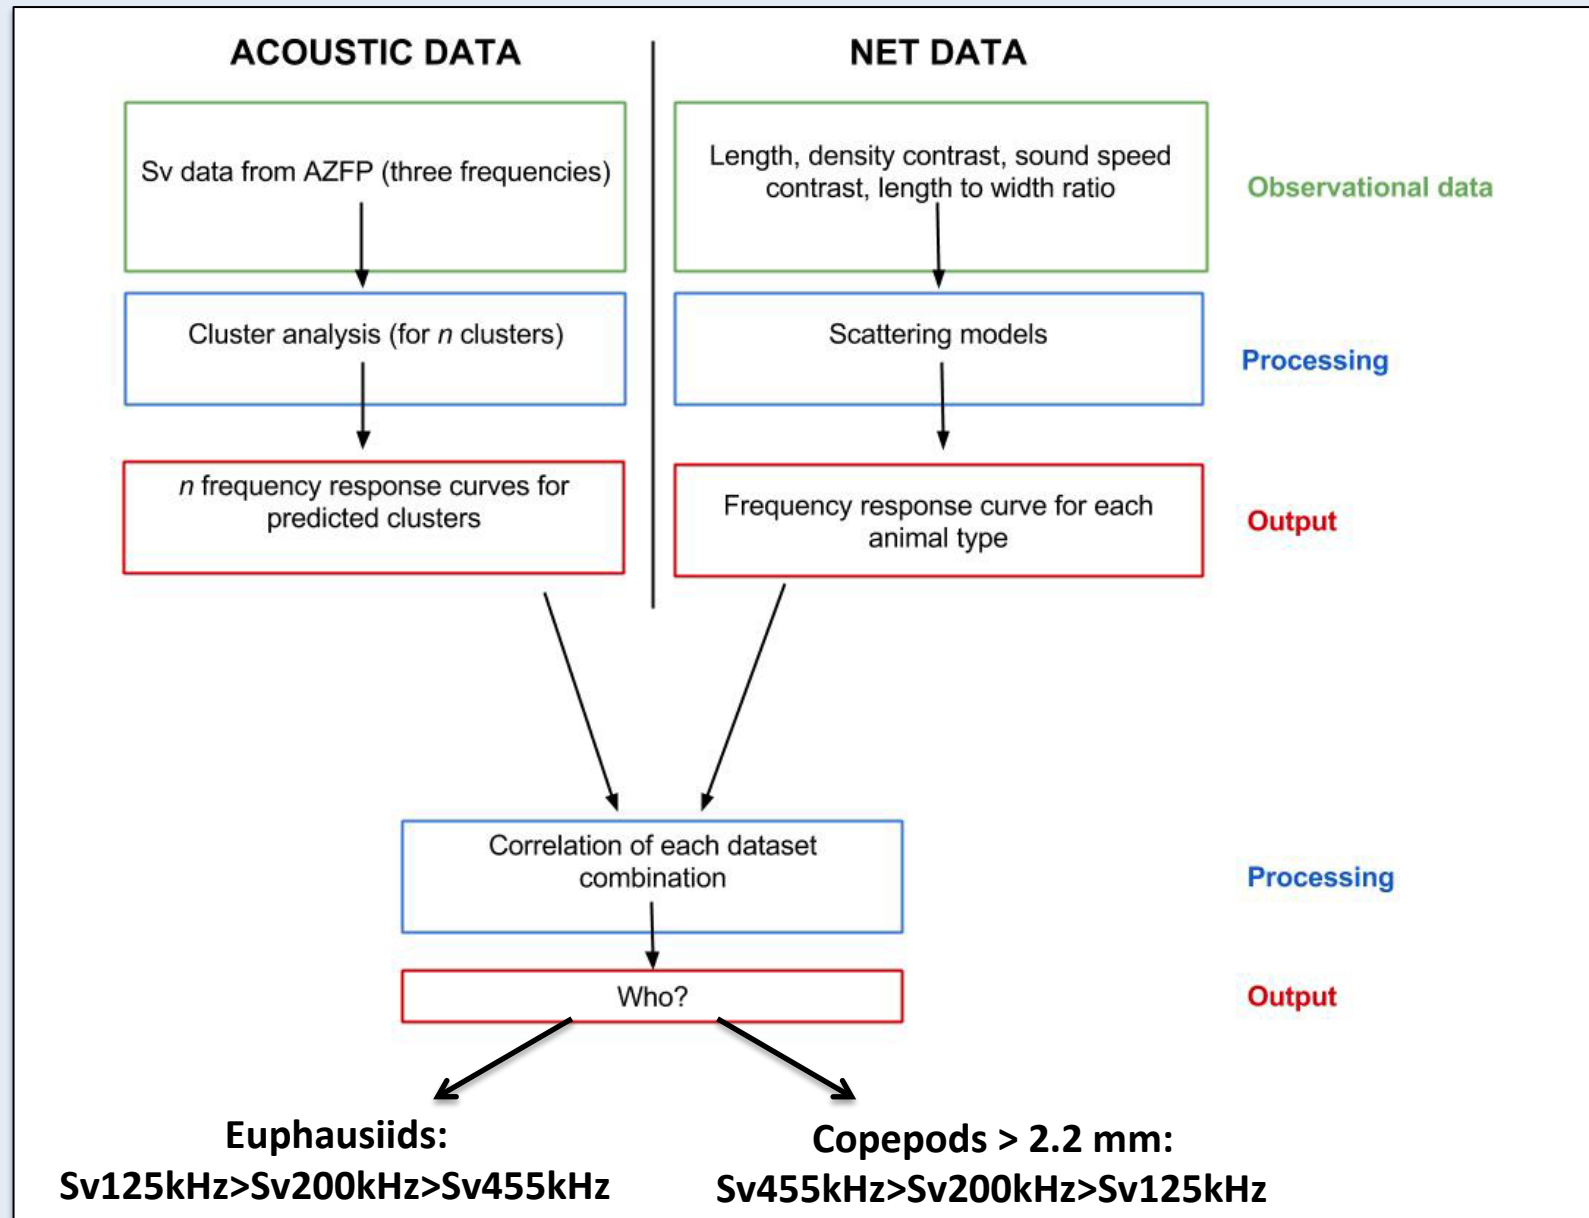 ACOUSTIC DATA
NET DATA
Sv data from AZFP (three frequencies)
Length, density contrast, sound speed
contrast, length to width ratio
Observational data
Cluster analysis (for n clusters)
Scattering models
Processing
n frequency response curves for
predicted clusters
Frequency response curve for each
animal type
Output
Correlation of each dataset
combination
Processing
Who?
Output
Euphausiids:
Sv125kHz>Sv200kHz>Sv455kHz
Copepods > 2.2 mm:
Sv455kHz>Sv200kHz>Sv125kHz